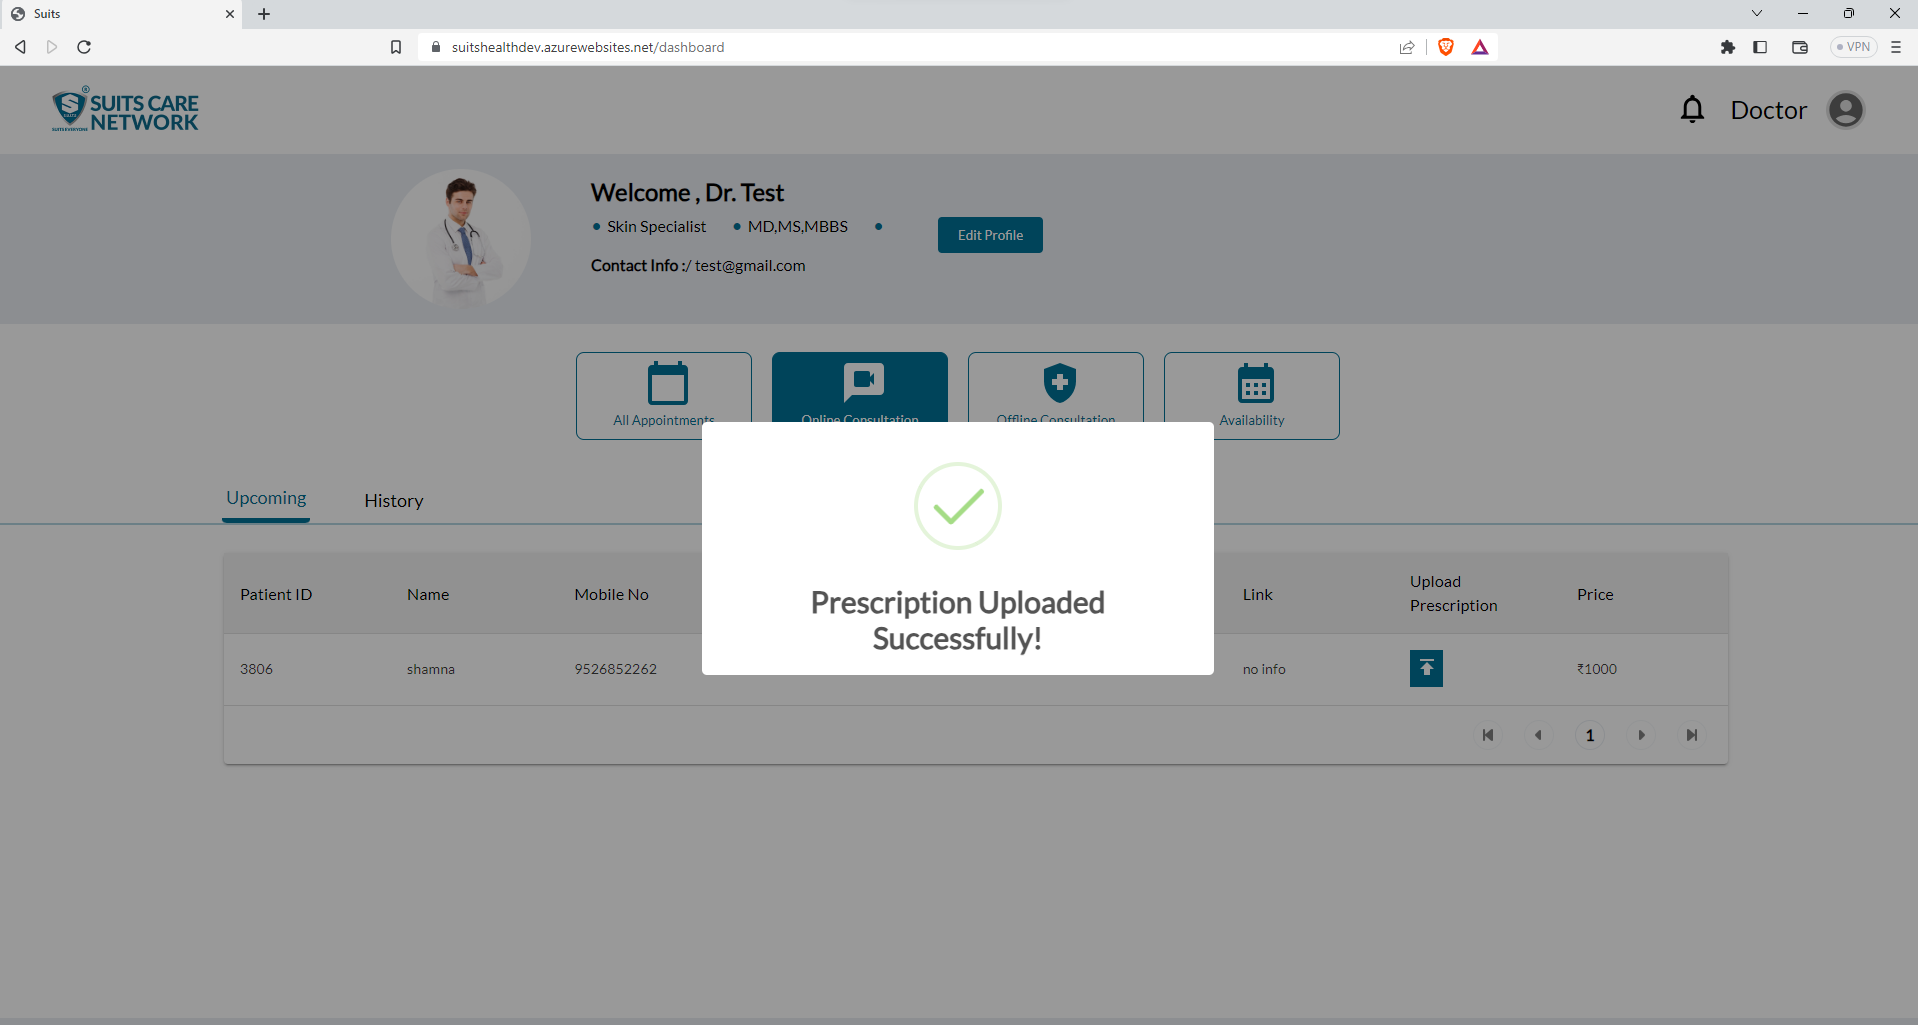 Suits
suitshealthdev.azurewebsites.net/dashboard
VPN
SUITS CARE
NETWORK
SUITS EVERYONE
Doctor
Welcome , Dr. Test
• Skin Specialist • MD,MS,MBBS •
Edit Profile
Contact Info :/ test@gmail.com
All Appointments
Online Consultation
Offline Consultation
Availability
Upcoming
History
Prescription Uploaded
Successfully!
Patient ID
Name
Mobile No
Link
Upload
Prescription
Price
3806
shamna
9526852262
no info
₹1000
1